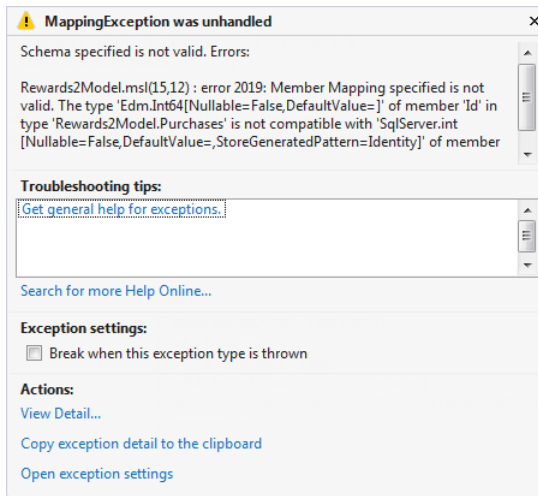 MappingException was unhandled
Schema specified is not valid. Errors:
Rewards2Model.msl(15,12) : error 2019: Member Mapping specified is not
valid. The type 'Edm.Int64[Nullable=False,DefaultValue=]' of member 'Id' in
type 'Rewards2Model.Purchases' is not compatible with 'SqlServer.int
[Nullable=False,DefaultValue=,StoreGeneratedPattern=Identity]' of member
Troubleshooting tips:
Get general help for exceptions.
Search for more Help Online...
Exception settings:
Break when this exception type is thrown
Actions:
View Detail...
Copy exception detail to the clipboard
Open exception settings